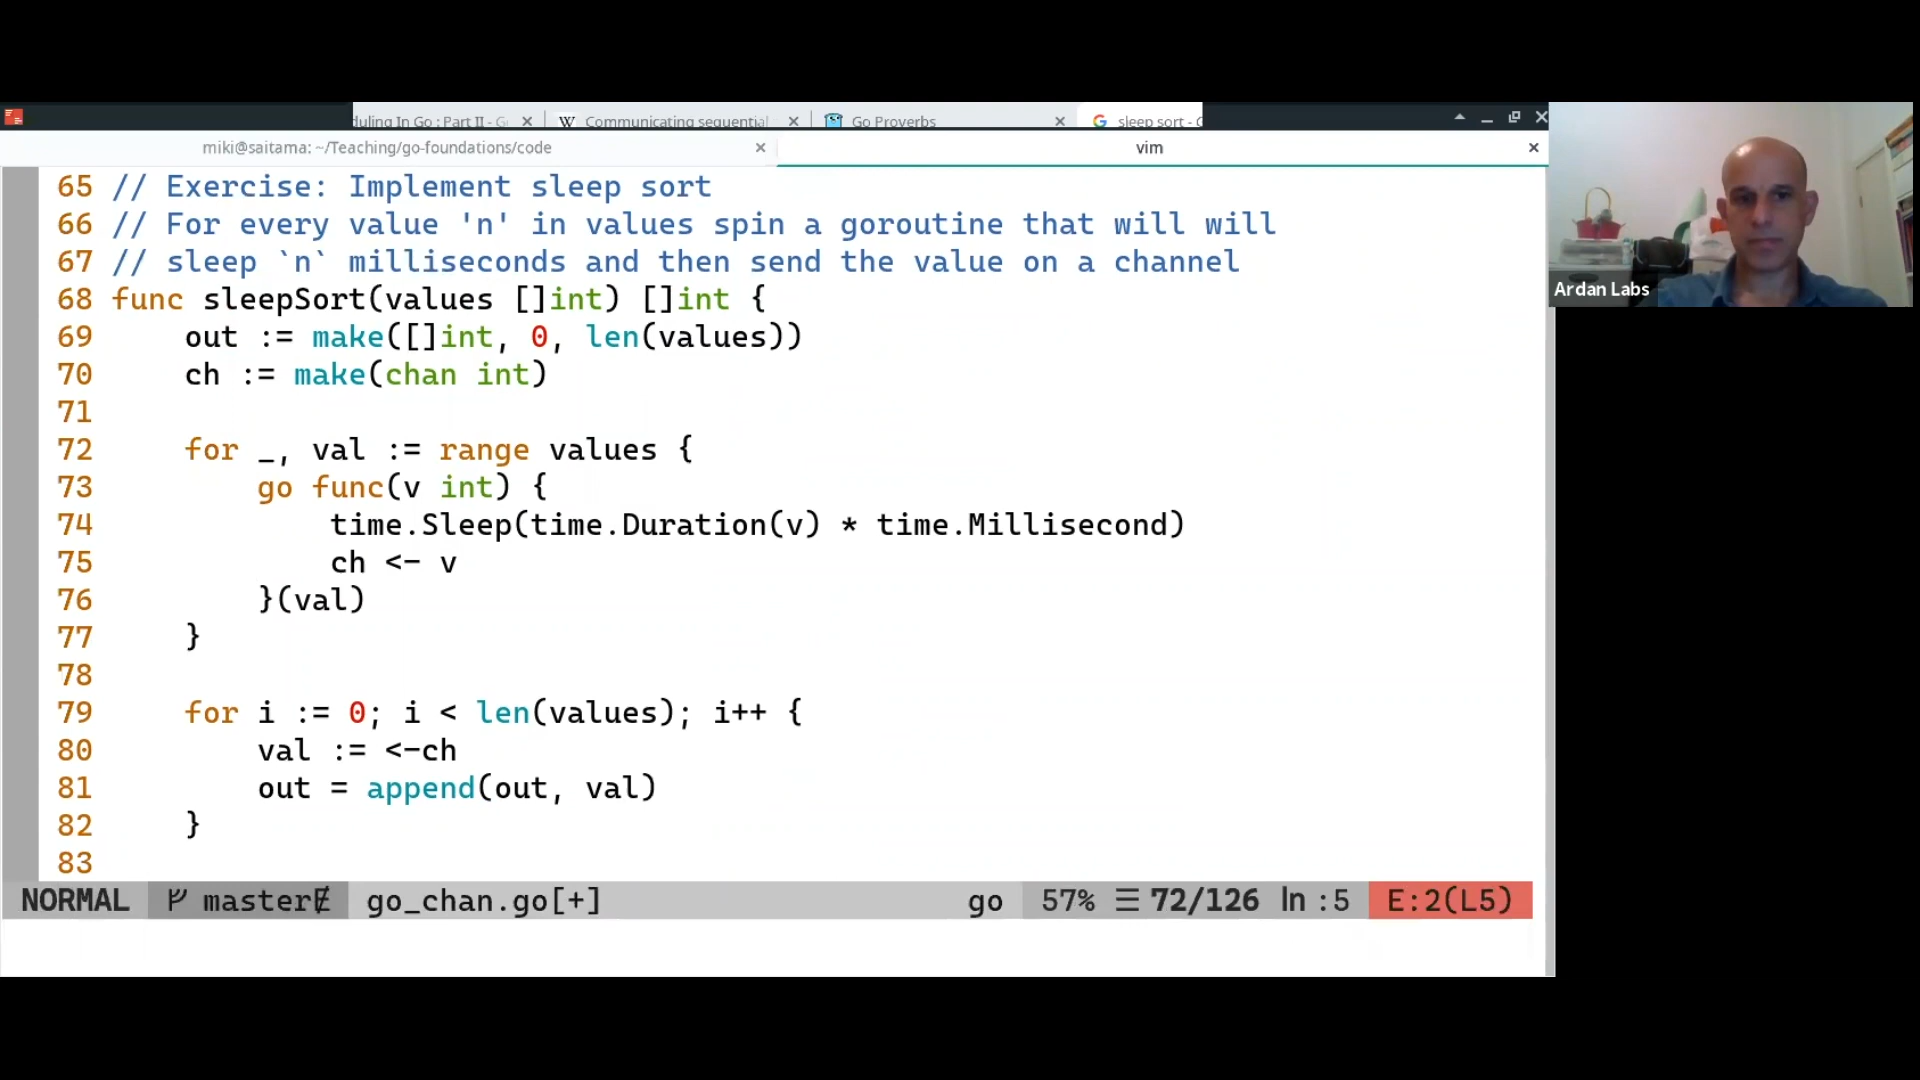 duling In Go : Part II - G
Communicating sequential
Go Proverbs
sleep sort - G
miki@saitama: ~/Teaching/go-foundations/code
vim
65 // Exercise: Implement sleep sort
66 // For every value 'n' in values spin a goroutine that will will
67 // sleep `n` milliseconds and then send the value on a channel
68 func sleepSort(values []int) []int {
69 out := make([]int, 0, len(values))
70 ch := make(chan int)
71
72 for _, val := range values {
73 go func(v int) {
74 time.Sleep(time.Duration(v) * time.Millisecond)
75 ch <- v
76 }(val)
77 }
78
79 for i := 0; i < len(values); i++ {
80 val := <-ch
81 out = append(out, val)
82 }
83
NORMAL master go_chan.go[+] go 57% ☰ 72/126 ln :5 E:2(L5)
Ardan Labs